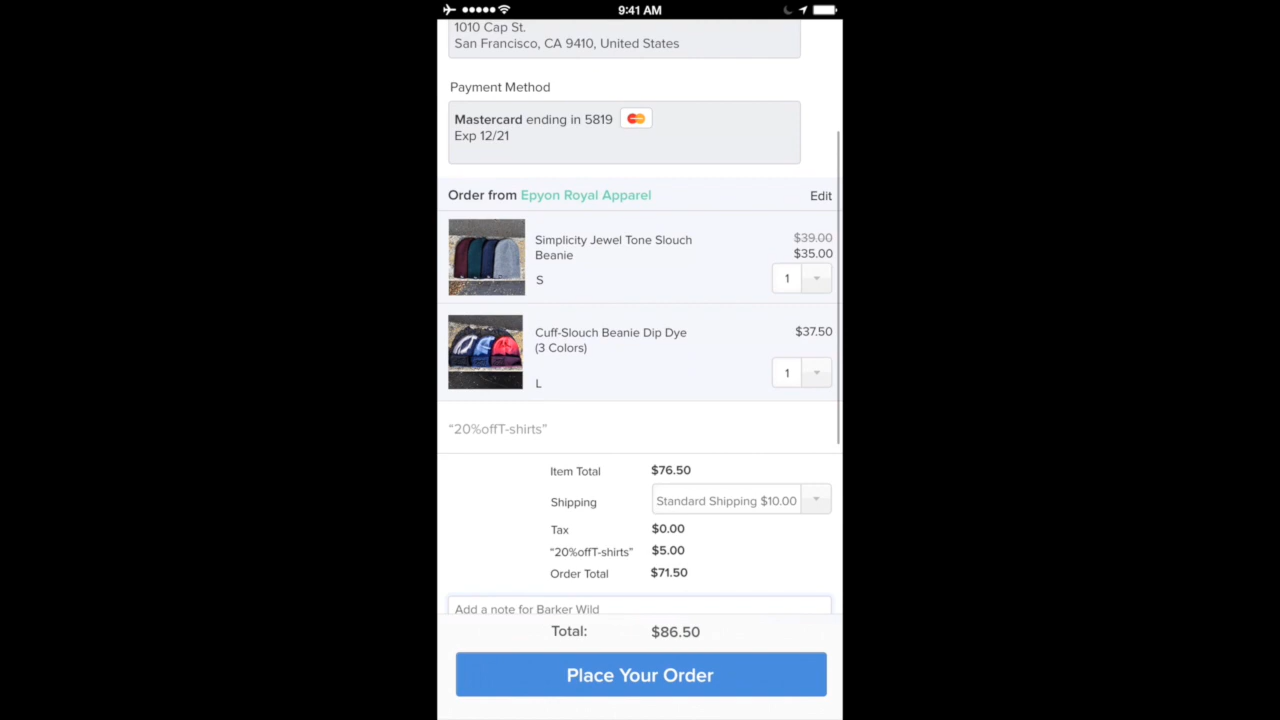 9:41 AM
1010 Cap St.
San Francisco, CA 9410, United States
Payment Method
Mastercard ending in 5819
Exp 12/21
Order from Epyon Royal Apparel Edit
Simplicity Jewel Tone Slouch $39.00
Beanie $35.00
S 1
Cuff-Slouch Beanie Dip Dye $37.50
(3 Colors)
L 1
“20%offT-shirts”
Item Total $76.50
Shipping Standard Shipping $10.00
Tax $0.00
“20%offT-shirts” $5.00
Order Total $71.50
Add a note for Barker Wild
Total: $86.50
Place Your Order